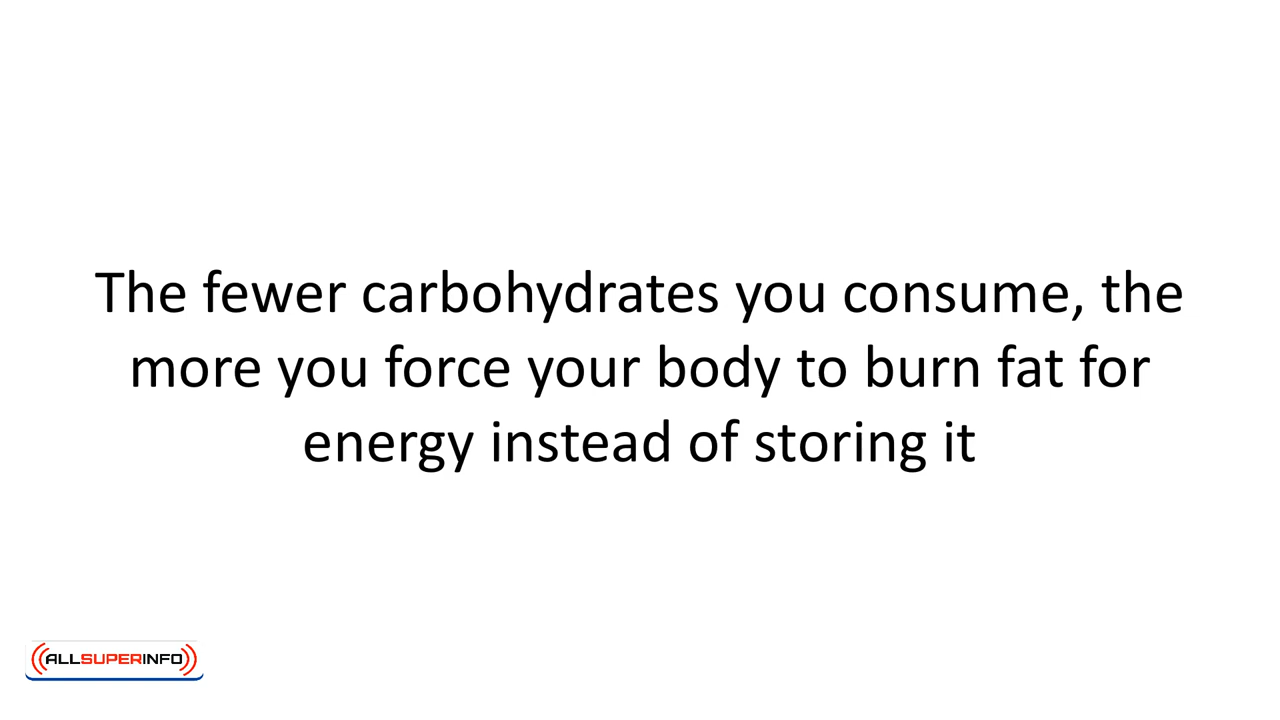 The fewer carbohydrates you consume, the
more you force your body to burn fat for
energy instead of storing it
ALLSUPERINFO